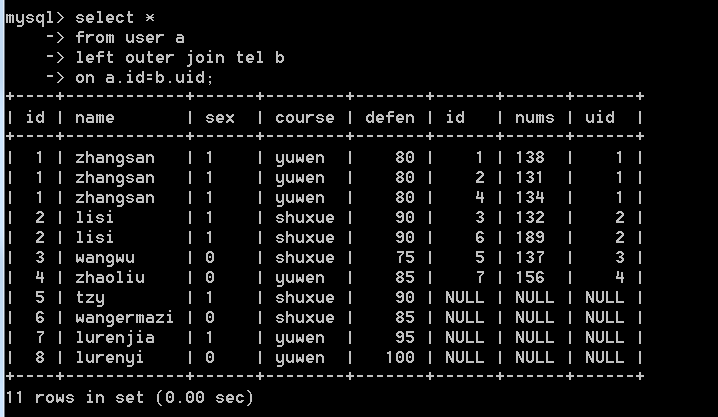 mysql> select *
    -> from user a
    -> left outer join tel b
    -> on a.id=b.uid;
+----+------------+------+---------+-------+------+------+------+
| id | name       | sex  | course  | defen | id   | nums | uid  |
+----+------------+------+---------+-------+------+------+------+
|  1 | zhangsan   | 1    | yuwen   |    80 |    1 | 138  |    1 |
|  1 | zhangsan   | 1    | yuwen   |    80 |    2 | 131  |    1 |
|  1 | zhangsan   | 1    | yuwen   |    80 |    4 | 134  |    1 |
|  2 | lisi       | 1    | shuxue  |    90 |    3 | 132  |    2 |
|  2 | lisi       | 1    | shuxue  |    90 |    6 | 189  |    2 |
|  3 | wangwu     | 0    | shuxue  |    75 |    5 | 137  |    3 |
|  4 | zhaoliu    | 0    | yuwen   |    85 |    7 | 156  |    4 |
|  5 | tzy        | 1    | shuxue  |    90 | NULL | NULL | NULL |
|  6 | wangermazi | 0    | shuxue  |    85 | NULL | NULL | NULL |
|  7 | lurenjia   | 1    | yuwen   |    95 | NULL | NULL | NULL |
|  8 | lurenyi    | 0    | yuwen   |   100 | NULL | NULL | NULL |
+----+------------+------+---------+-------+------+------+------+
11 rows in set (0.00 sec)